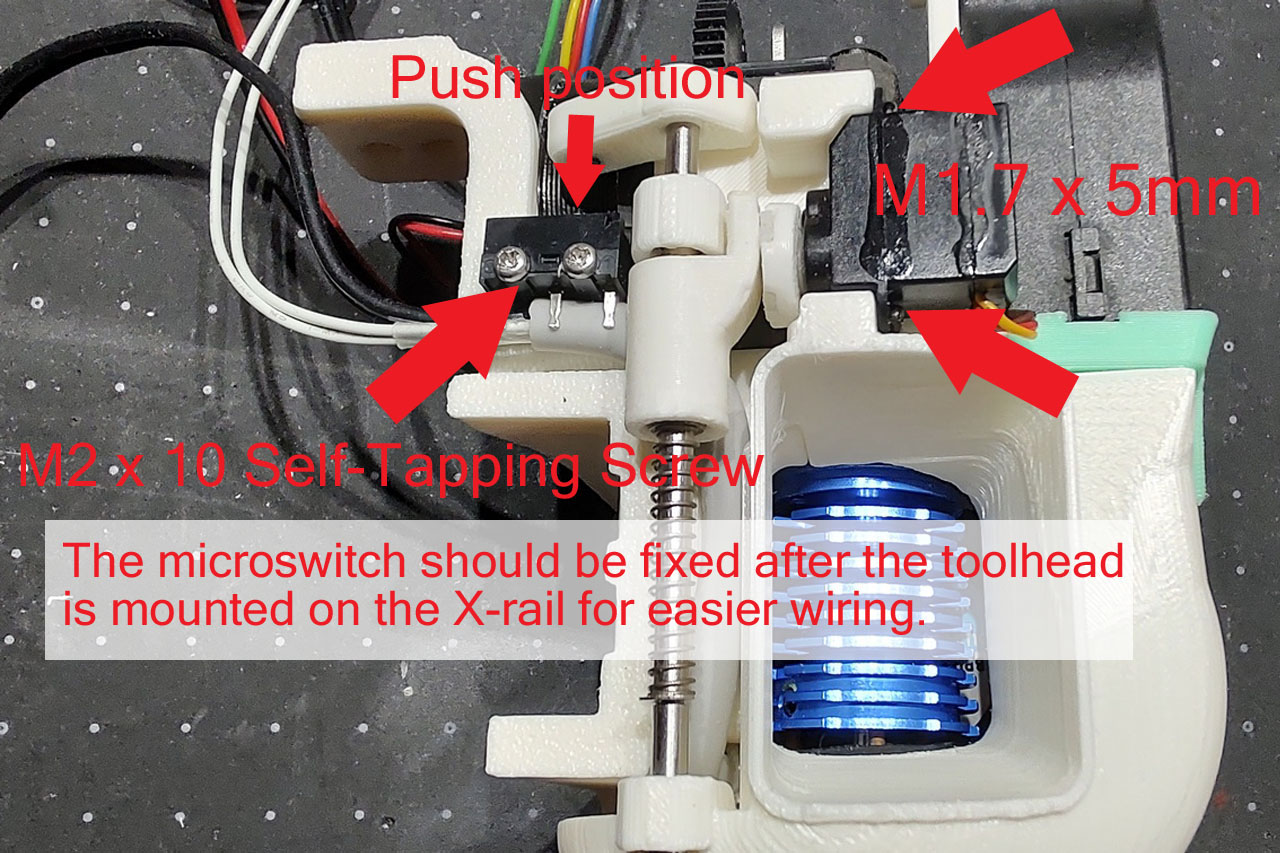 Push position
M1.7 x 5mm
M2 x 10 Self-Tapping Screw
The microswitch should be fixed after the toolhead
is mounted on the X-rail for easier wiring.